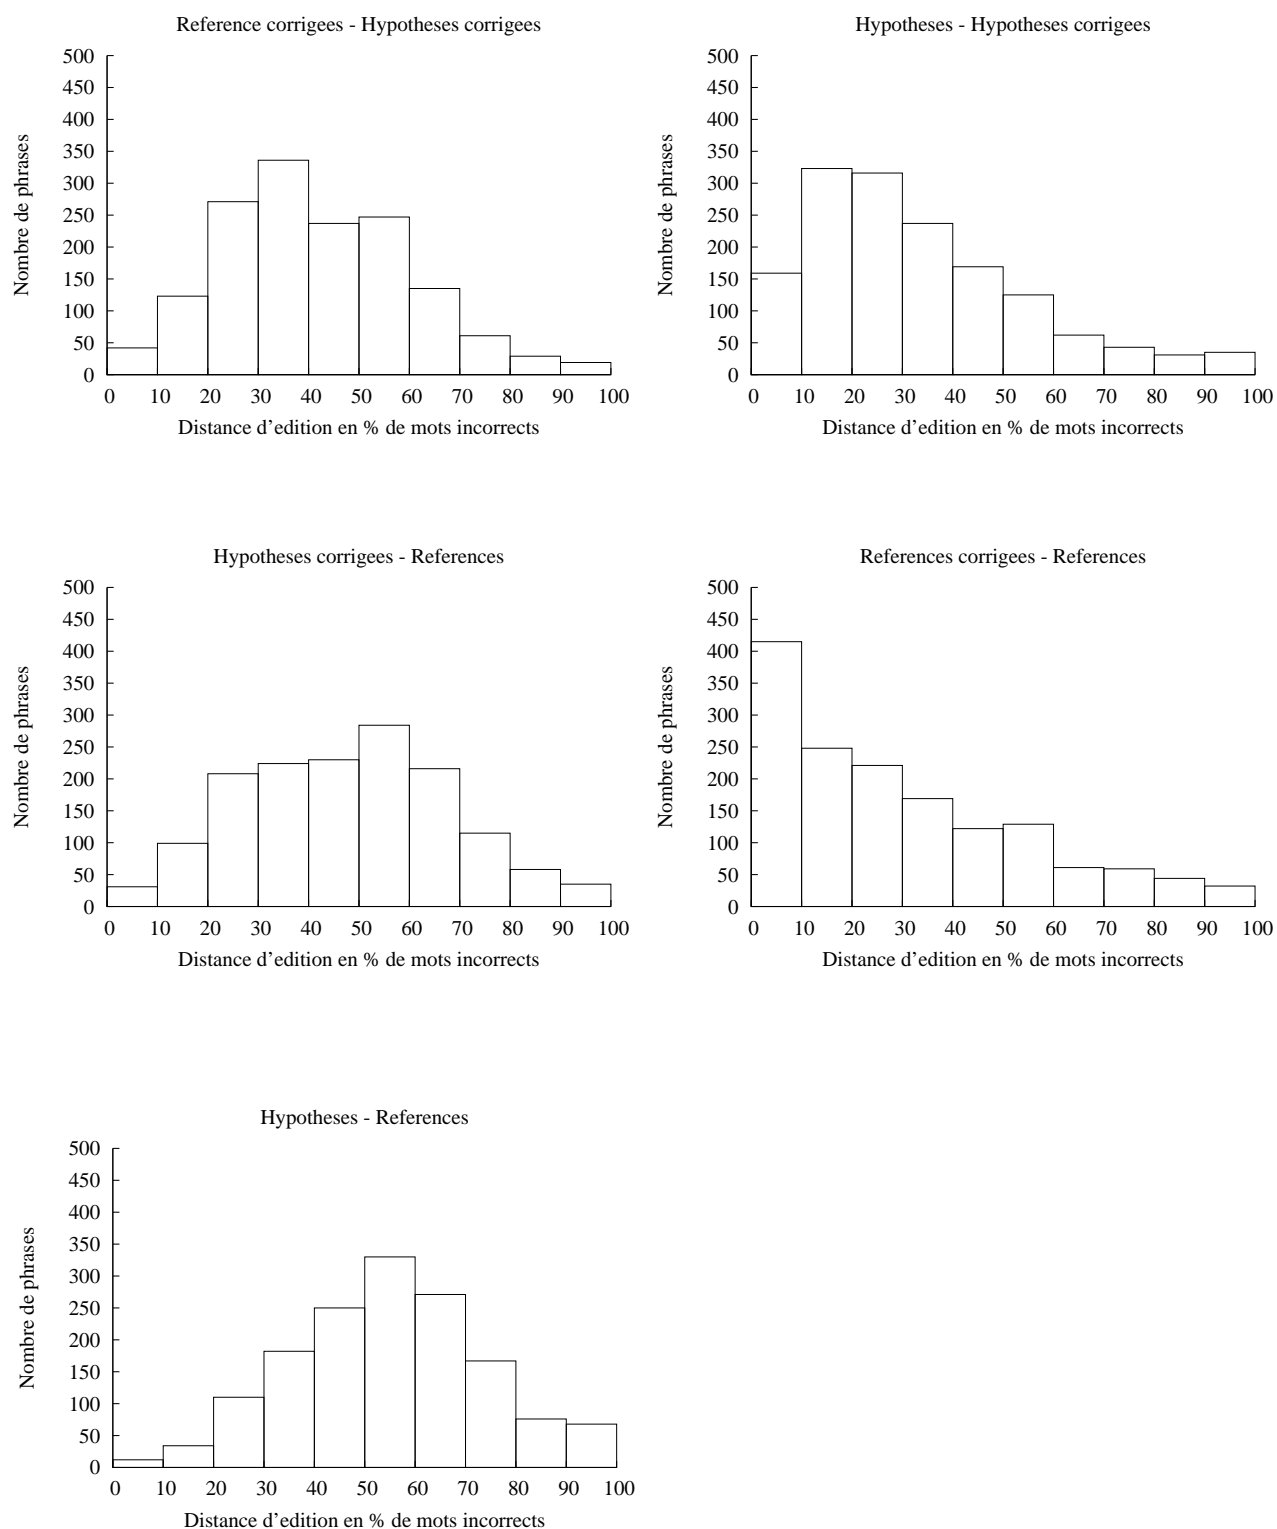 Reference corrigees - Hypotheses corrigees
500
450
400
350
300
250
200
150
100
50
0
Nombre de phrases
0 10 20 30 40 50 60 70 80 90 100
Distance d'edition en % de mots incorrects
Hypotheses - Hypotheses corrigees
500
450
400
350
300
250
200
150
100
50
0
Nombre de phrases
0 10 20 30 40 50 60 70 80 90 100
Distance d'edition en % de mots incorrects
Hypotheses corrigees - References
500
450
400
350
300
250
200
150
100
50
0
Nombre de phrases
0 10 20 30 40 50 60 70 80 90 100
Distance d'edition en % de mots incorrects
References corrigees - References
500
450
400
350
300
250
200
150
100
50
0
Nombre de phrases
0 10 20 30 40 50 60 70 80 90 100
Distance d'edition en % de mots incorrects
Hypotheses - References
500
450
400
350
300
250
200
150
100
50
0
Nombre de phrases
0 10 20 30 40 50 60 70 80 90 100
Distance d'edition en % de mots incorrects